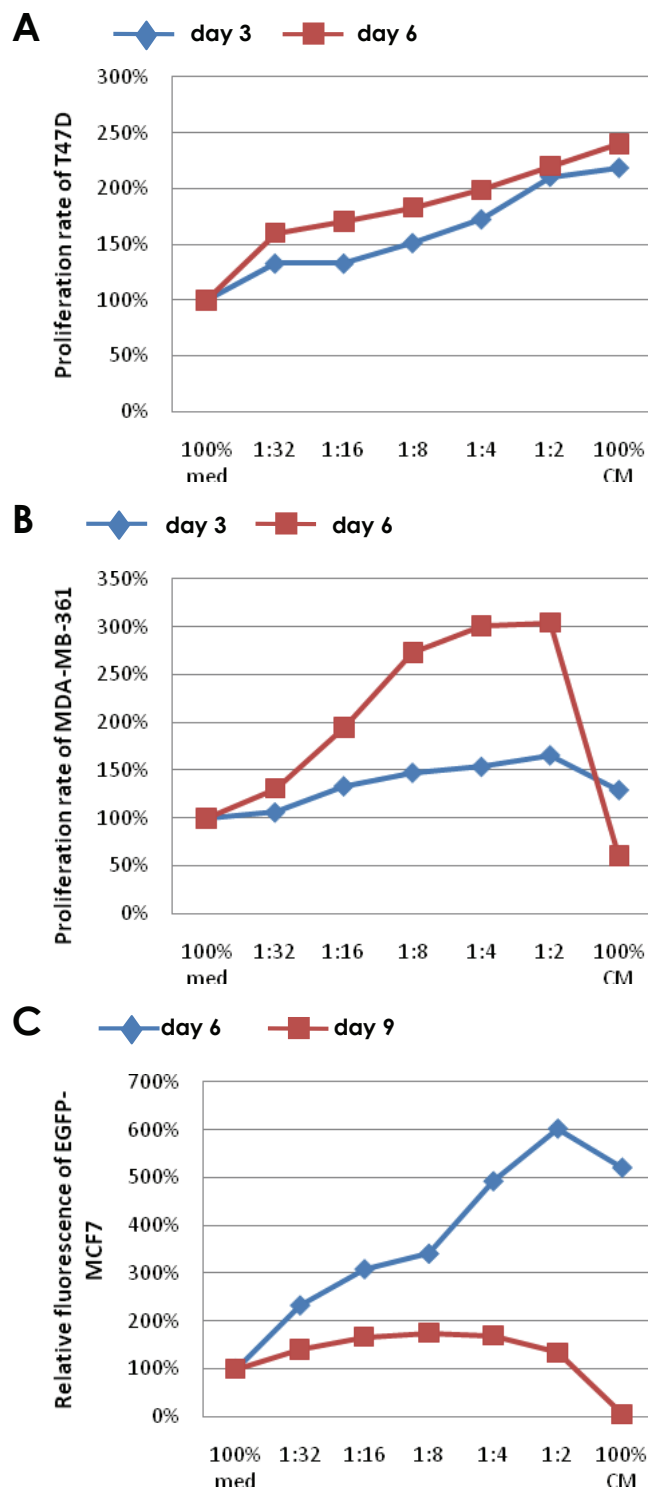 A
day 3 day 6
Proliferation rate of T47D
300%
250%
200%
150%
100%
50%
0%
100% med 1:32 1:16 1:8 1:4 1:2 100% CM
B
day 3 day 6
Proliferation rate of MDA-MB-361
350%
300%
250%
200%
150%
100%
50%
0%
100% med 1:32 1:16 1:8 1:4 1:2 100% CM
C
day 6 day 9
Relative fluorescence of EGFP-
MCF7
700%
600%
500%
400%
300%
200%
100%
0%
100% med 1:32 1:16 1:8 1:4 1:2 100% CM